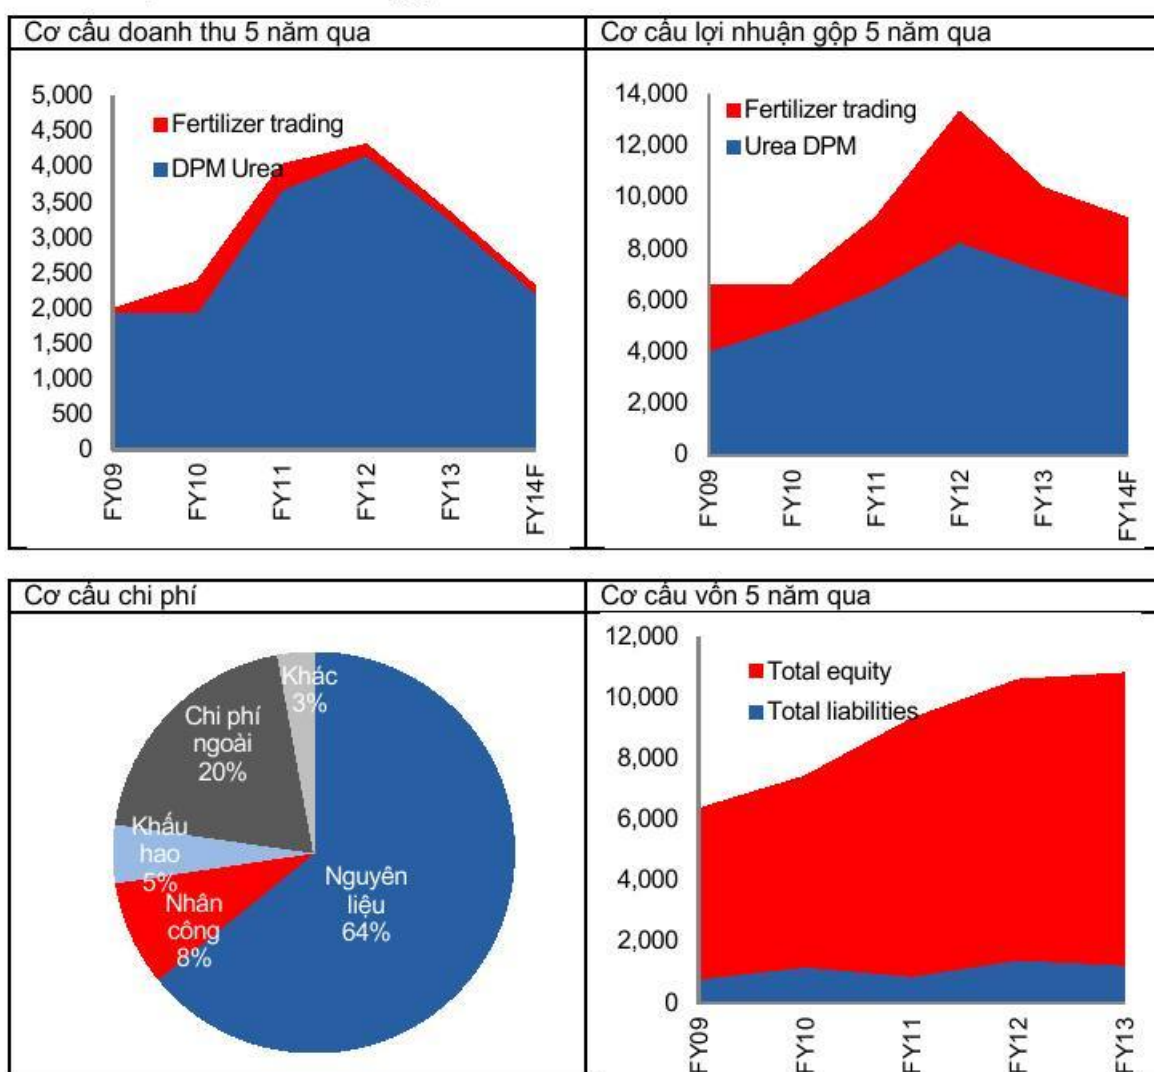 Cơ cấu doanh thu 5 năm qua
5,000
4,500
4,000
3,500
3,000
2,500
2,000
1,500
1,000
500
0
Fertilizer trading
DPM Urea
FY09
FY10
FY11
FY12
FY13
FY14F
Cơ cấu lợi nhuận gộp 5 năm qua
14,000
12,000
10,000
8,000
6,000
4,000
2,000
0
Fertilizer trading
Urea DPM
FY09
FY10
FY11
FY12
FY13
FY14F
Cơ cấu chi phí
Khác
3%
Chi phí
ngoài
20%
Khấu
hao
5%
Nhân
công
8%
Nguyên
liệu
64%
Cơ cấu vốn 5 năm qua
12,000
10,000
8,000
6,000
4,000
2,000
0
Total equity
Total liabilities
FY09
FY10
FY11
FY12
FY13